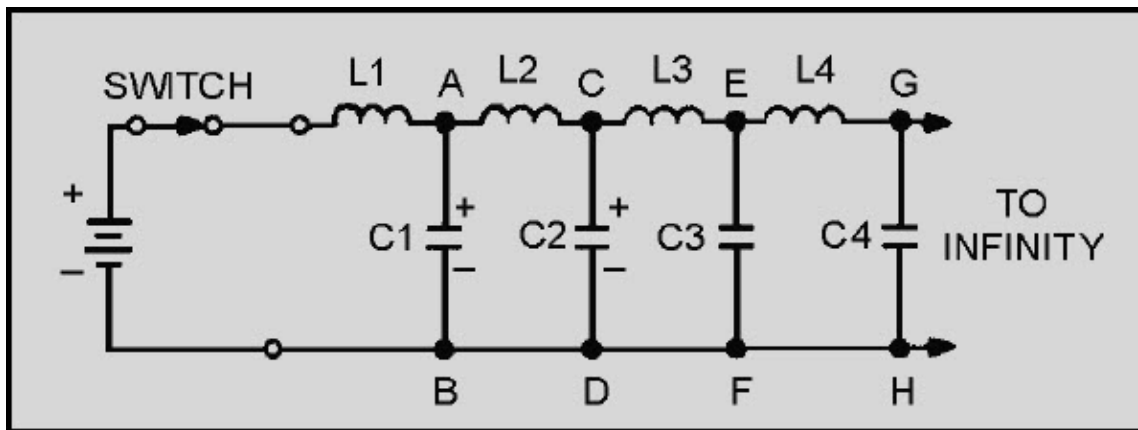 SWITCH L1 A L2 C L3 E L4 G
+
–
C1 + –
C2 + –
C3
C4
TO
INFINITY
B D F H